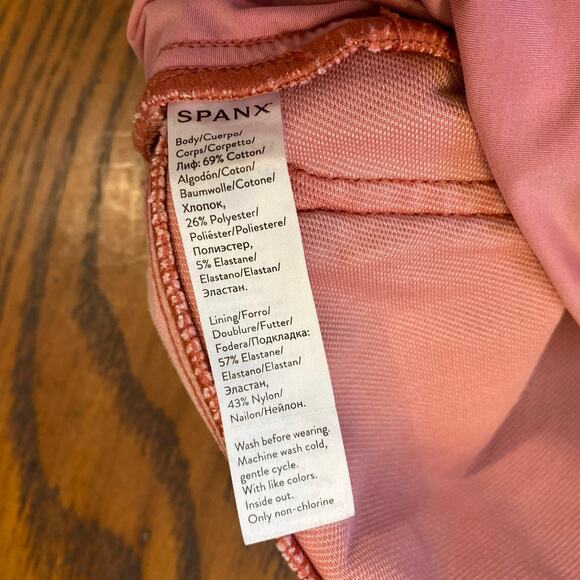 SPANX
Body/Cuerpo/
Corps/Corpetto/
Лиф: 69% Cotton/
Algodón/Coton/
Baumwolle/Cotone/
Хлопок,
26% Polyester/
Poliéster/Poliestere/
Полиэстер,
5% Elastane/
Elastano/Elastan/
Эластан.
Lining/Forro/
Doublure/Futter/
Fodera/Подкладка:
57% Elastane/
Elastano/Elastan/
Эластан,
43% Nylon/
Nailon/Нейлон.
Wash before wearing.
Machine wash cold,
gentle cycle.
With like colors.
Inside out.
Only non-chlorine